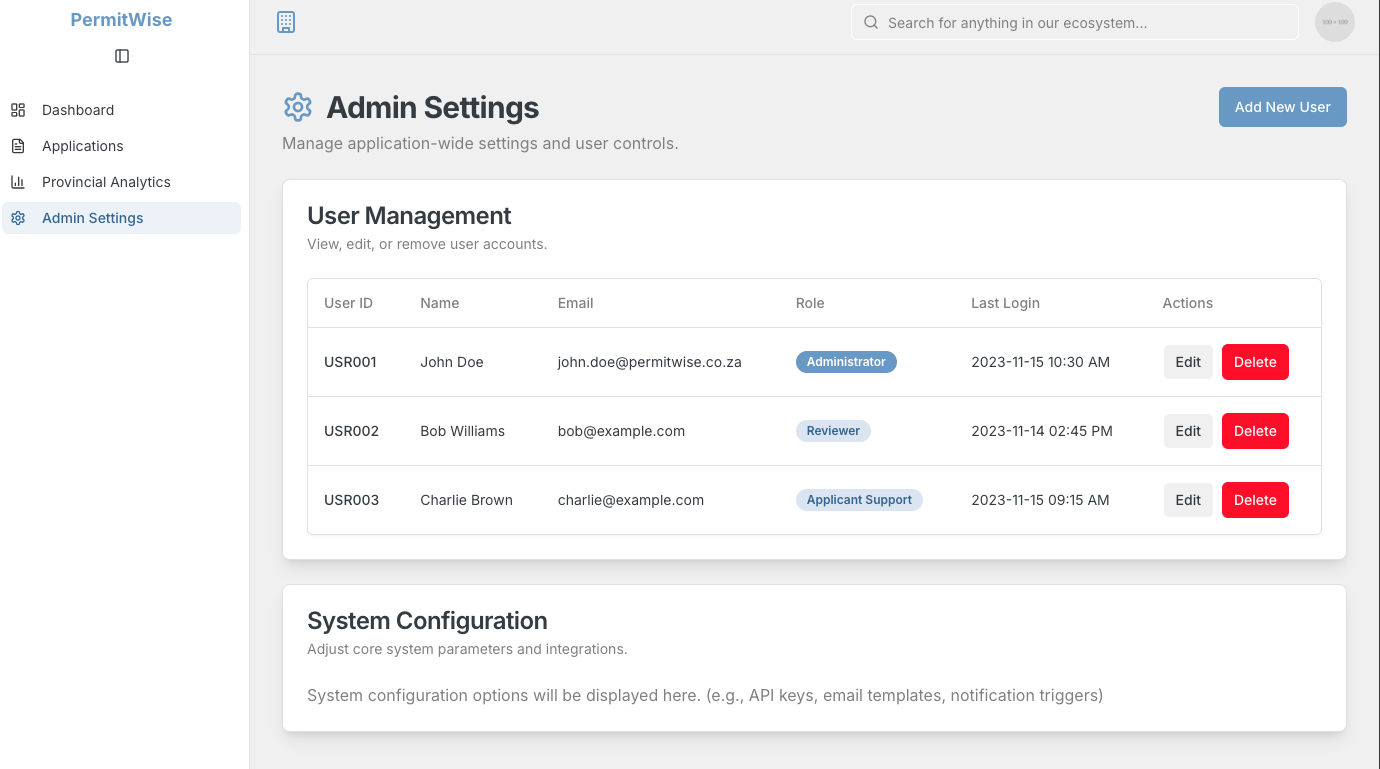 PermitWise
Search for anything in our ecosystem...
100 × 100
Dashboard
Applications
Provincial Analytics
Admin Settings
Admin Settings
Add New User
Manage application-wide settings and user controls.
User Management
View, edit, or remove user accounts.
User ID Name Email Role Last Login Actions
USR001 John Doe john.doe@permitwise.co.za Administrator 2023-11-15 10:30 AM Edit Delete
USR002 Bob Williams bob@example.com Reviewer 2023-11-14 02:45 PM Edit Delete
USR003 Charlie Brown charlie@example.com Applicant Support 2023-11-15 09:15 AM Edit Delete
System Configuration
Adjust core system parameters and integrations.
System configuration options will be displayed here. (e.g., API keys, email templates, notification triggers)